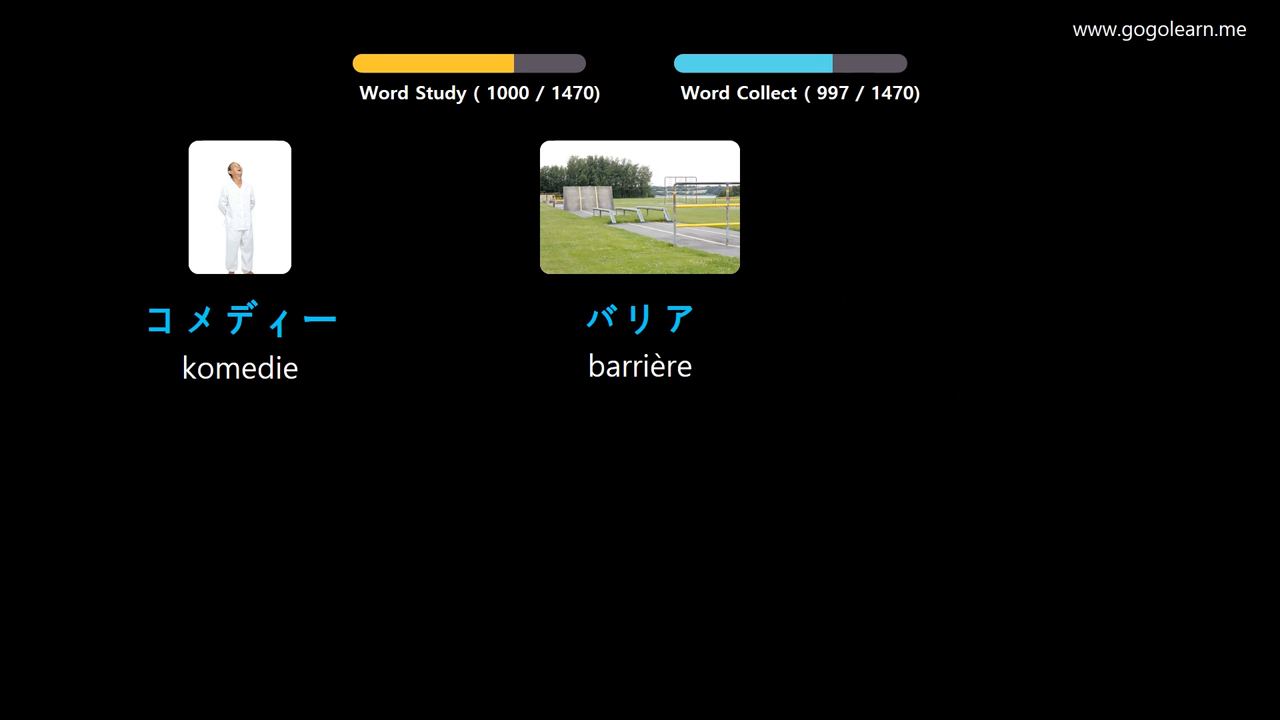 www.gogolearn.me
Word Study ( 1000 / 1470)
Word Collect ( 997 / 1470)
コメディー
komedie
バリア
barrière